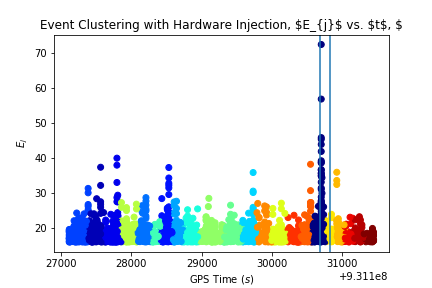 Event Clustering with Hardware Injection, $E_{j}$ vs. $t$, $
70
60
50
40
30
20
E_j
27000 28000 29000 30000 31000
+9.311e8
GPS Time (s)